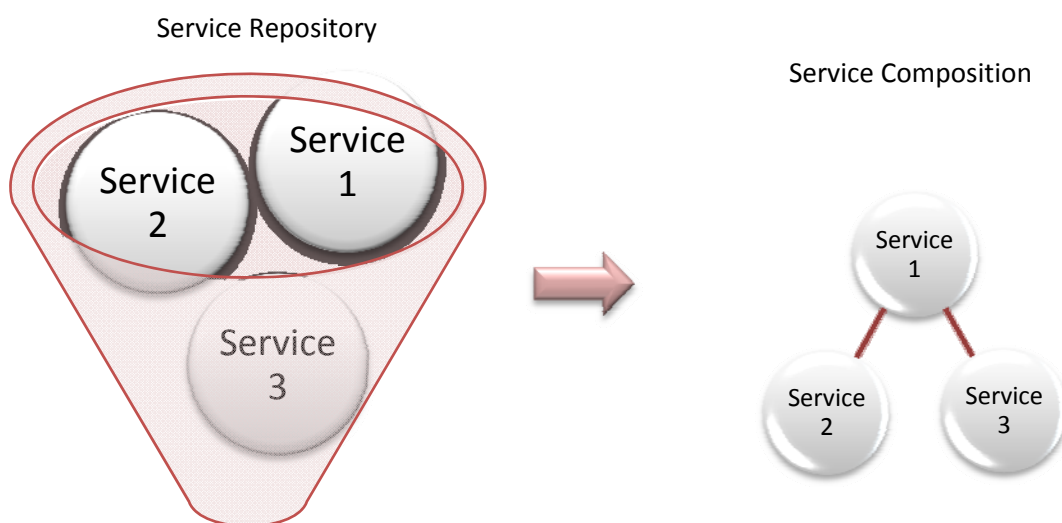 Service Repository
Service Composition
Service
1
Service
2
Service
3
Service
1
Service
2
Service
3